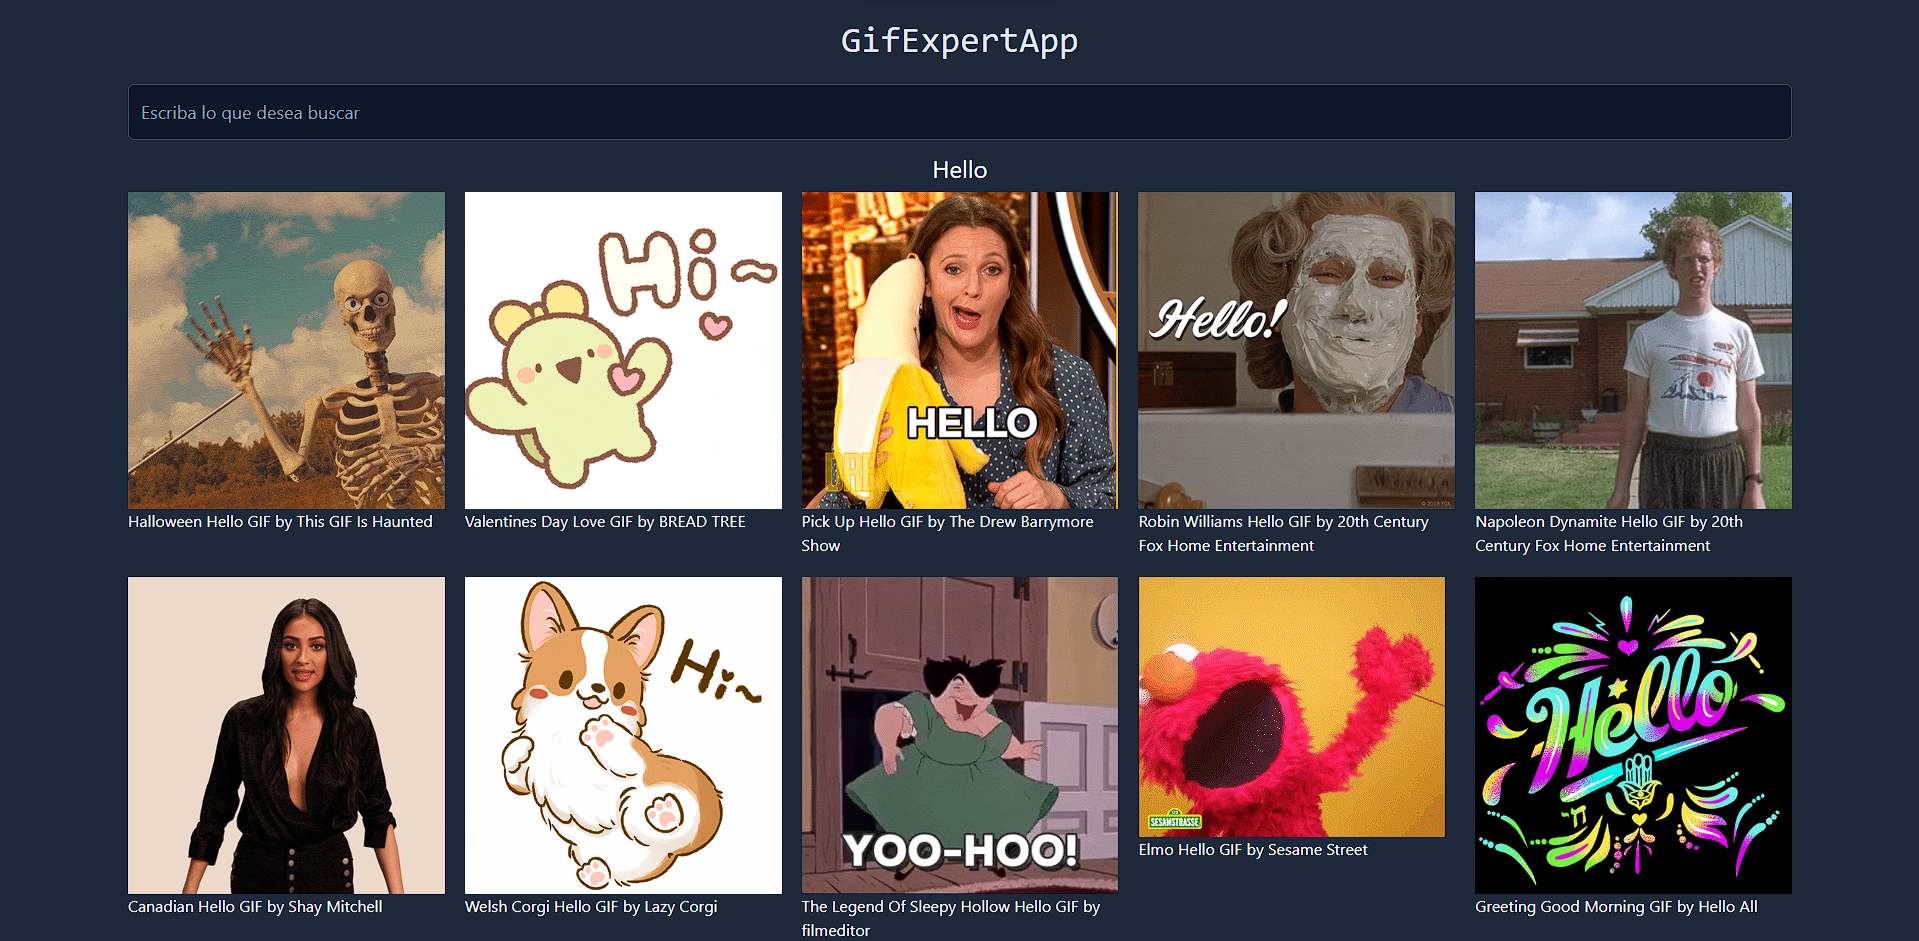 GifExpertApp
Escriba lo que desea buscar
Hello
Hi~
HELLO
DREW
Hello!
© 2018 FOX
Halloween Hello GIF by This GIF Is Haunted
Valentines Day Love GIF by BREAD TREE
Pick Up Hello GIF by The Drew Barrymore
Show
Robin Williams Hello GIF by 20th Century
Fox Home Entertainment
Napoleon Dynamite Hello GIF by 20th
Century Fox Home Entertainment
Hi~
YOO-HOO!
SESAMSTRASSE
Hello
Canadian Hello GIF by Shay Mitchell
Welsh Corgi Hello GIF by Lazy Corgi
The Legend Of Sleepy Hollow Hello GIF by
filmeditor
Elmo Hello GIF by Sesame Street
Greeting Good Morning GIF by Hello All